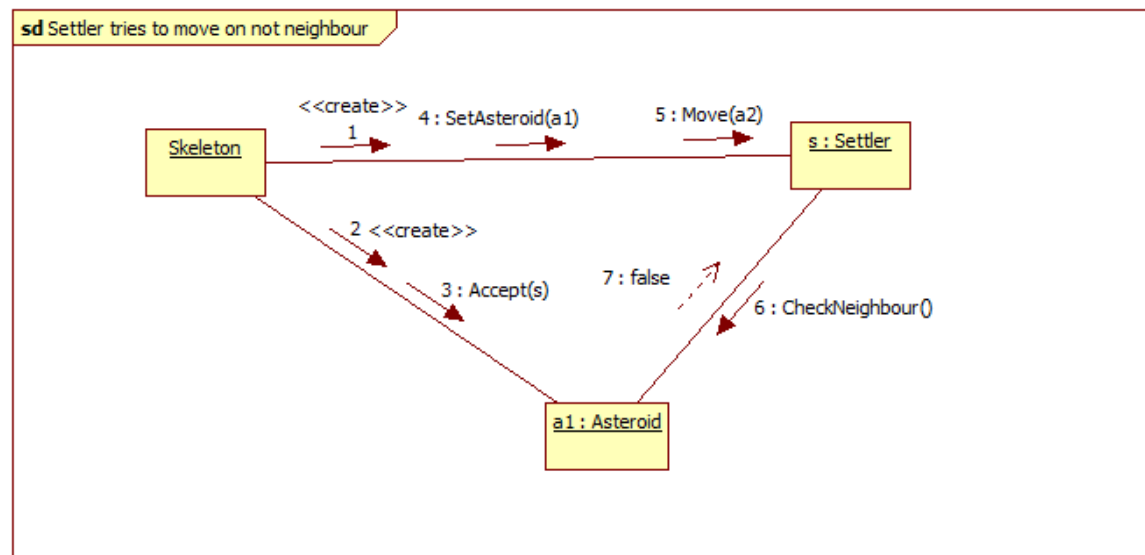 sd Settler tries to move on not neighbour
<<create>>
1
4 : SetAsteroid(a1)
5 : Move(a2)
Skeleton
s : Settler
2 <<create>>
3 : Accept(s)
7 : false
6 : CheckNeighbour()
a1 : Asteroid